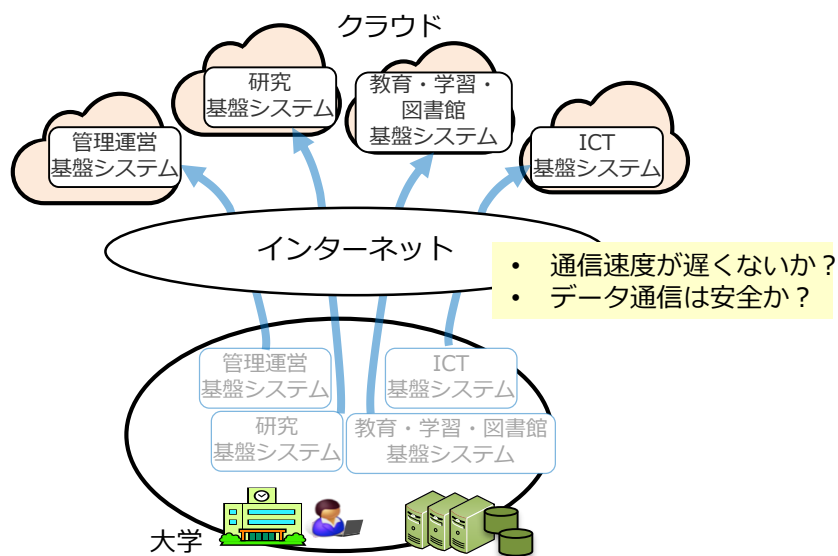 クラウド
研究
基盤システム
教育・学習・
図書館
基盤システム
管理運営
基盤システム
ICT
基盤システム
インターネット
• 通信速度が遅くないか？
• データ通信は安全か？
管理運営
基盤システム
ICT
基盤システム
研究
基盤システム
教育・学習・図書館
基盤システム
大学